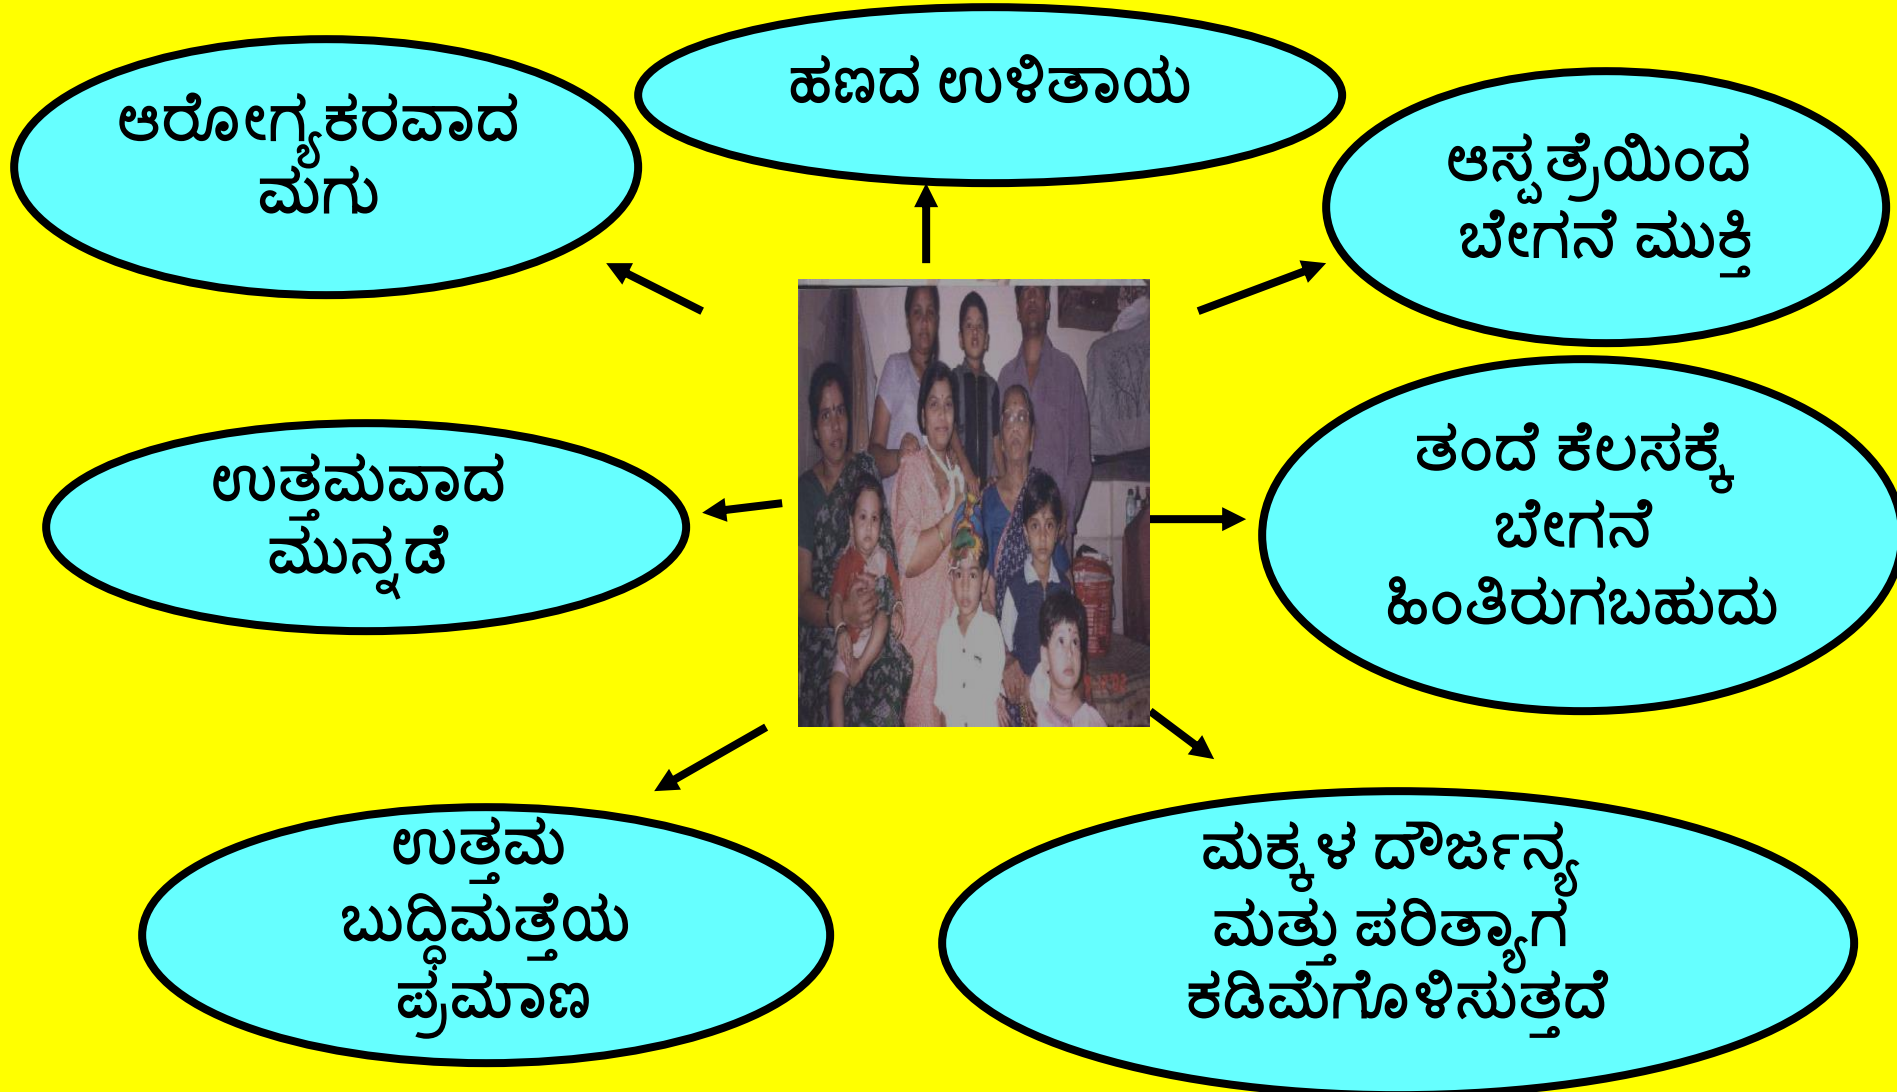 ಹಣದ ಉಳಿತಾಯ
ಆರೋಗ್ಯಕರವಾದ
ಮಗು
ಆಸ್ಪತ್ರೆಯಿಂದ
ಬೇಗನೆ ಮುಕ್ತಿ
ಉತ್ತಮವಾದ
ಮುನ್ನಡೆ
ತಂದೆ ಕೆಲಸಕ್ಕೆ
ಬೇಗನೆ
ಹಿಂತಿರುಗಬಹುದು
ಉತ್ತಮ
ಬುದ್ಧಿಮತ್ತೆಯ
ಪ್ರಮಾಣ
ಮಕ್ಕಳ ದೌರ್ಜನ್ಯ
ಮತ್ತು ಪರಿತ್ಯಾಗ
ಕಡಿಮೆಗೊಳಿಸುತ್ತದೆ